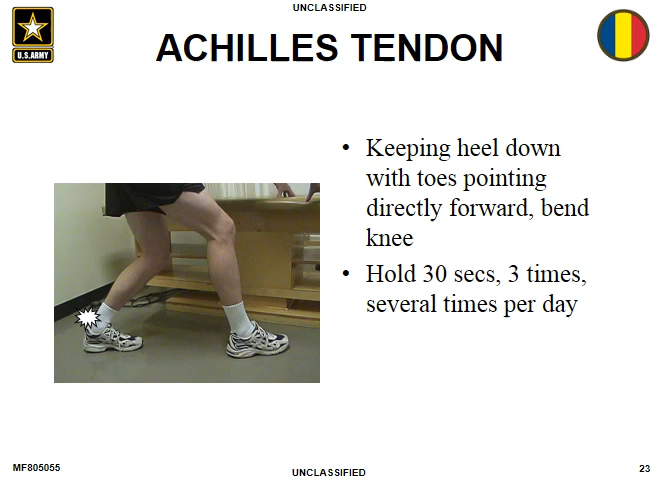 UNCLASSIFIED
U.S.ARMY
ACHILLES TENDON
• Keeping heel down
with toes pointing
directly forward, bend
knee
• Hold 30 secs, 3 times,
several times per day
MF805055
UNCLASSIFIED
23